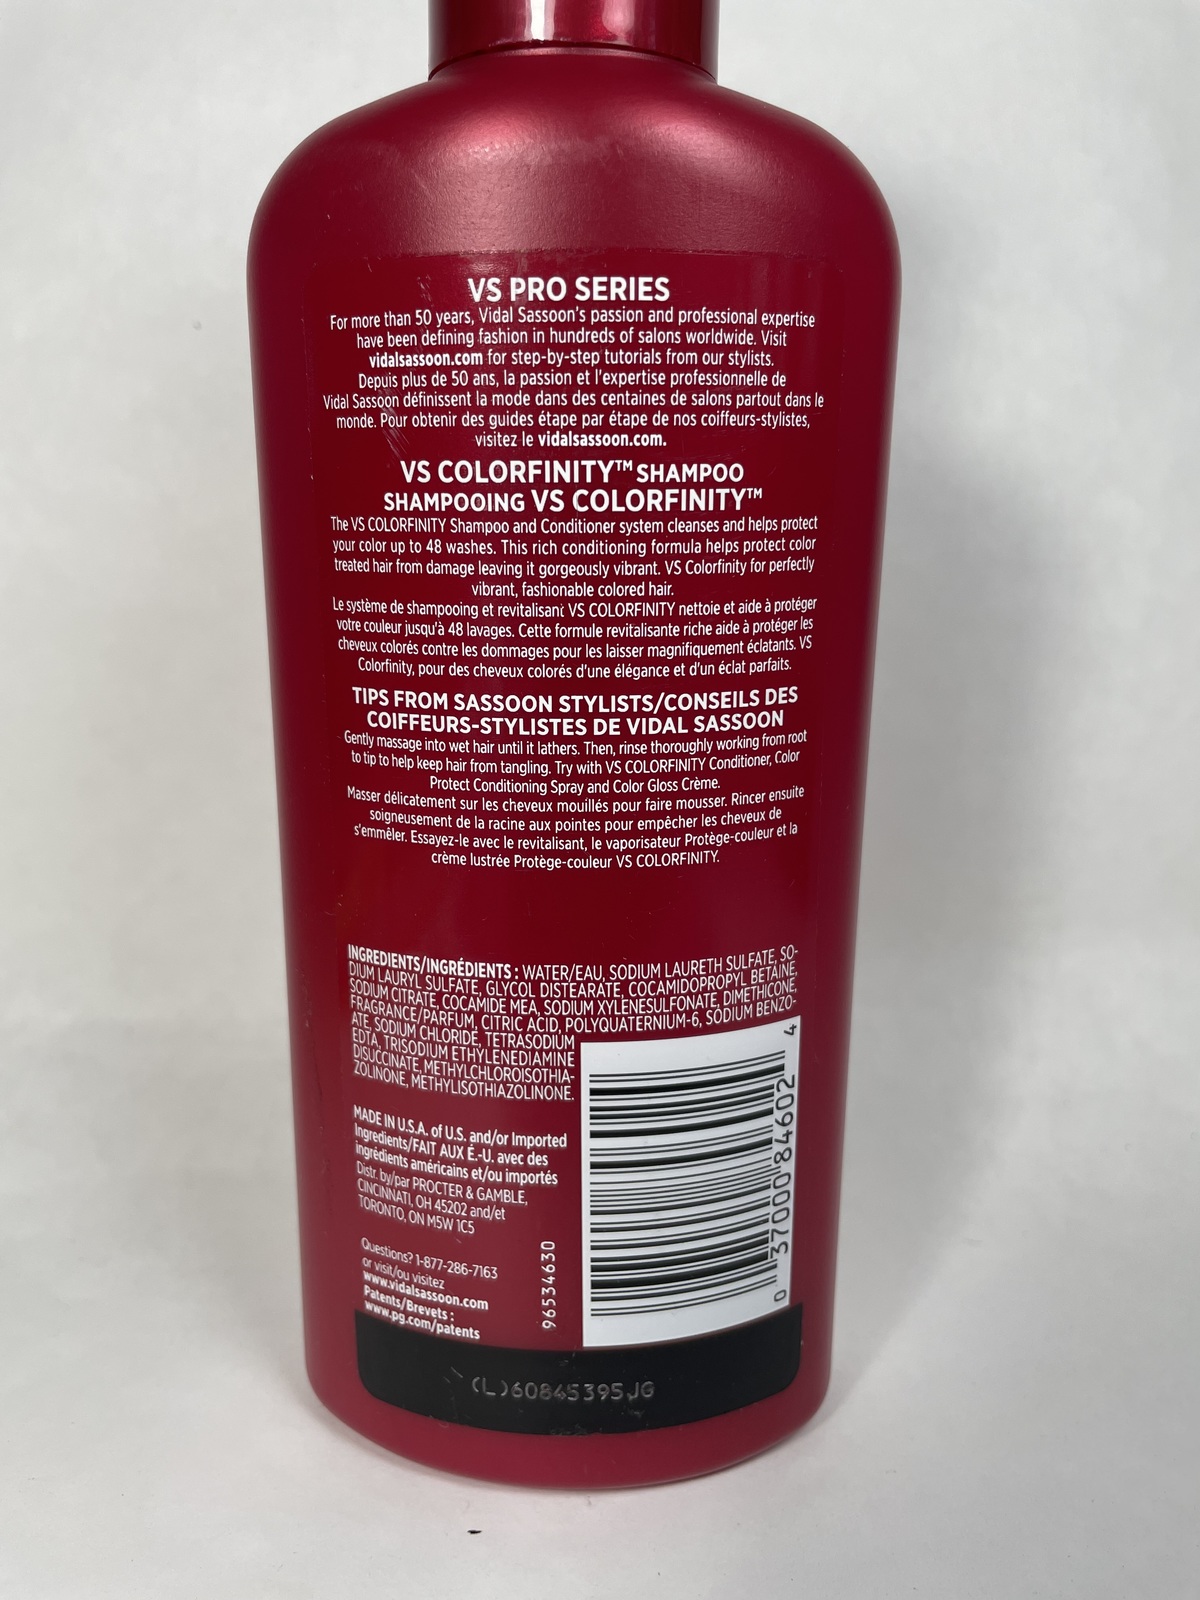 VS PRO SERIES
For more than 50 years, Vidal Sassoon's passion and professional expertise
have been defining fashion in hundreds of salons worldwide. Visit
vidalsassoon.com for step-by-step tutorials from our stylists.
Depuis plus de 50 ans, la passion et l'expertise professionnelle de
Vidal Sassoon définissent la mode dans des centaines de salons partout dans le
monde. Pour obtenir des guides étape par étape de nos coiffeurs-stylistes,
visitez le vidalsassoon.com.
VS COLORFINITY™ SHAMPOO
SHAMPOOING VS COLORFINITY™
The VS COLORFINITY Shampoo and Conditioner system cleanses and helps protect
your color up to 48 washes. This rich conditioning formula helps protect color
treated hair from damage leaving it gorgeously vibrant. VS Colorfinity for perfectly
vibrant, fashionable colored hair.
Le système de shampooing et revitalisant VS COLORFINITY nettoie et aide à protéger
votre couleur jusqu'à 48 lavages. Cette formule revitalisante riche aide à protéger les
cheveux colorés contre les dommages pour les laisser magnifiquement éclatants. VS
Colorfinity, pour des cheveux colorés d'une élégance et d'un éclat parfaits.
TIPS FROM SASSOON STYLISTS/CONSEILS DES
COIFFEURS-STYLISTES DE VIDAL SASSOON
Gently massage into wet hair until it lathers. Then, rinse thoroughly working from root
to tip to help keep hair from tangling. Try with VS COLORFINITY Conditioner, Color
Protect Conditioning Spray and Color Gloss Crème.
Masser délicatement sur les cheveux mouillés pour faire mousser. Rincer ensuite
soigneusement de la racine aux pointes pour empêcher les cheveux de
s'emmêler. Essayez-le avec le revitalisant, le vaporisateur Protège-couleur et la
crème lustrée Protège-couleur VS COLORFINITY.
INGREDIENTS/INGRÉDIENTS : WATER/EAU, SODIUM LAURETH SULFATE, SO-
DIUM LAURYL SULFATE, GLYCOL DISTEARATE, COCAMIDOPROPYL BETAINE,
SODIUM CITRATE, COCAMIDE MEA, SODIUM XYLENESULFONATE, DIMETHICONE,
FRAGRANCE/PARFUM, CITRIC ACID, POLYQUATERNIUM-6, SODIUM BENZO-
ATE, SODIUM CHLORIDE, TETRASODIUM
EDTA, TRISODIUM ETHYLENEDIAMINE
DISUCCINATE, METHYLCHLOROISOTHIA-
ZOLINONE, METHYLISOTHIAZOLINONE.
MADE IN U.S.A. of U.S. and/or Imported
Ingredients/FAIT AUX É.-U. avec des
ingrédients américains et/ou importés
Distr. by/par PROCTER & GAMBLE,
CINCINNATI, OH 45202 and/et
TORONTO, ON M5W 1C5
Questions? 1-877-286-7163
or visit/ou visitez
www.vidalsassoon.com
Patents/Brevets :
www.pg.com/patents
96534630
0 37000 84602 4
(L)60845395JG